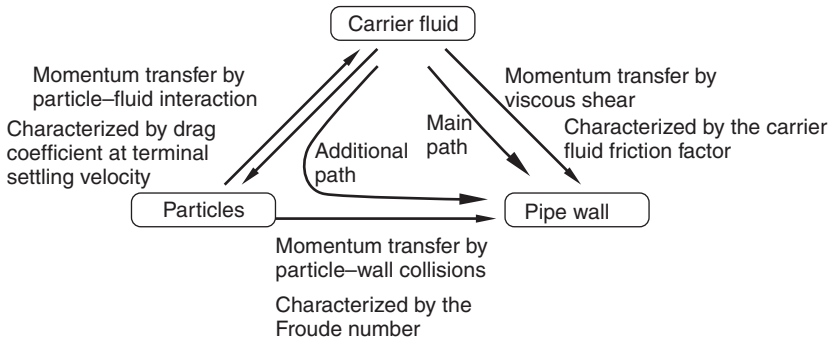 Carrier fluid
Momentum transfer by
particle–fluid interaction
Characterized by drag
coefficient at terminal
settling velocity
Additional
path
Main
path
Momentum transfer by
viscous shear
Characterized by the carrier
fluid friction factor
Particles
Pipe wall
Momentum transfer by
particle–wall collisions
Characterized by the
Froude number